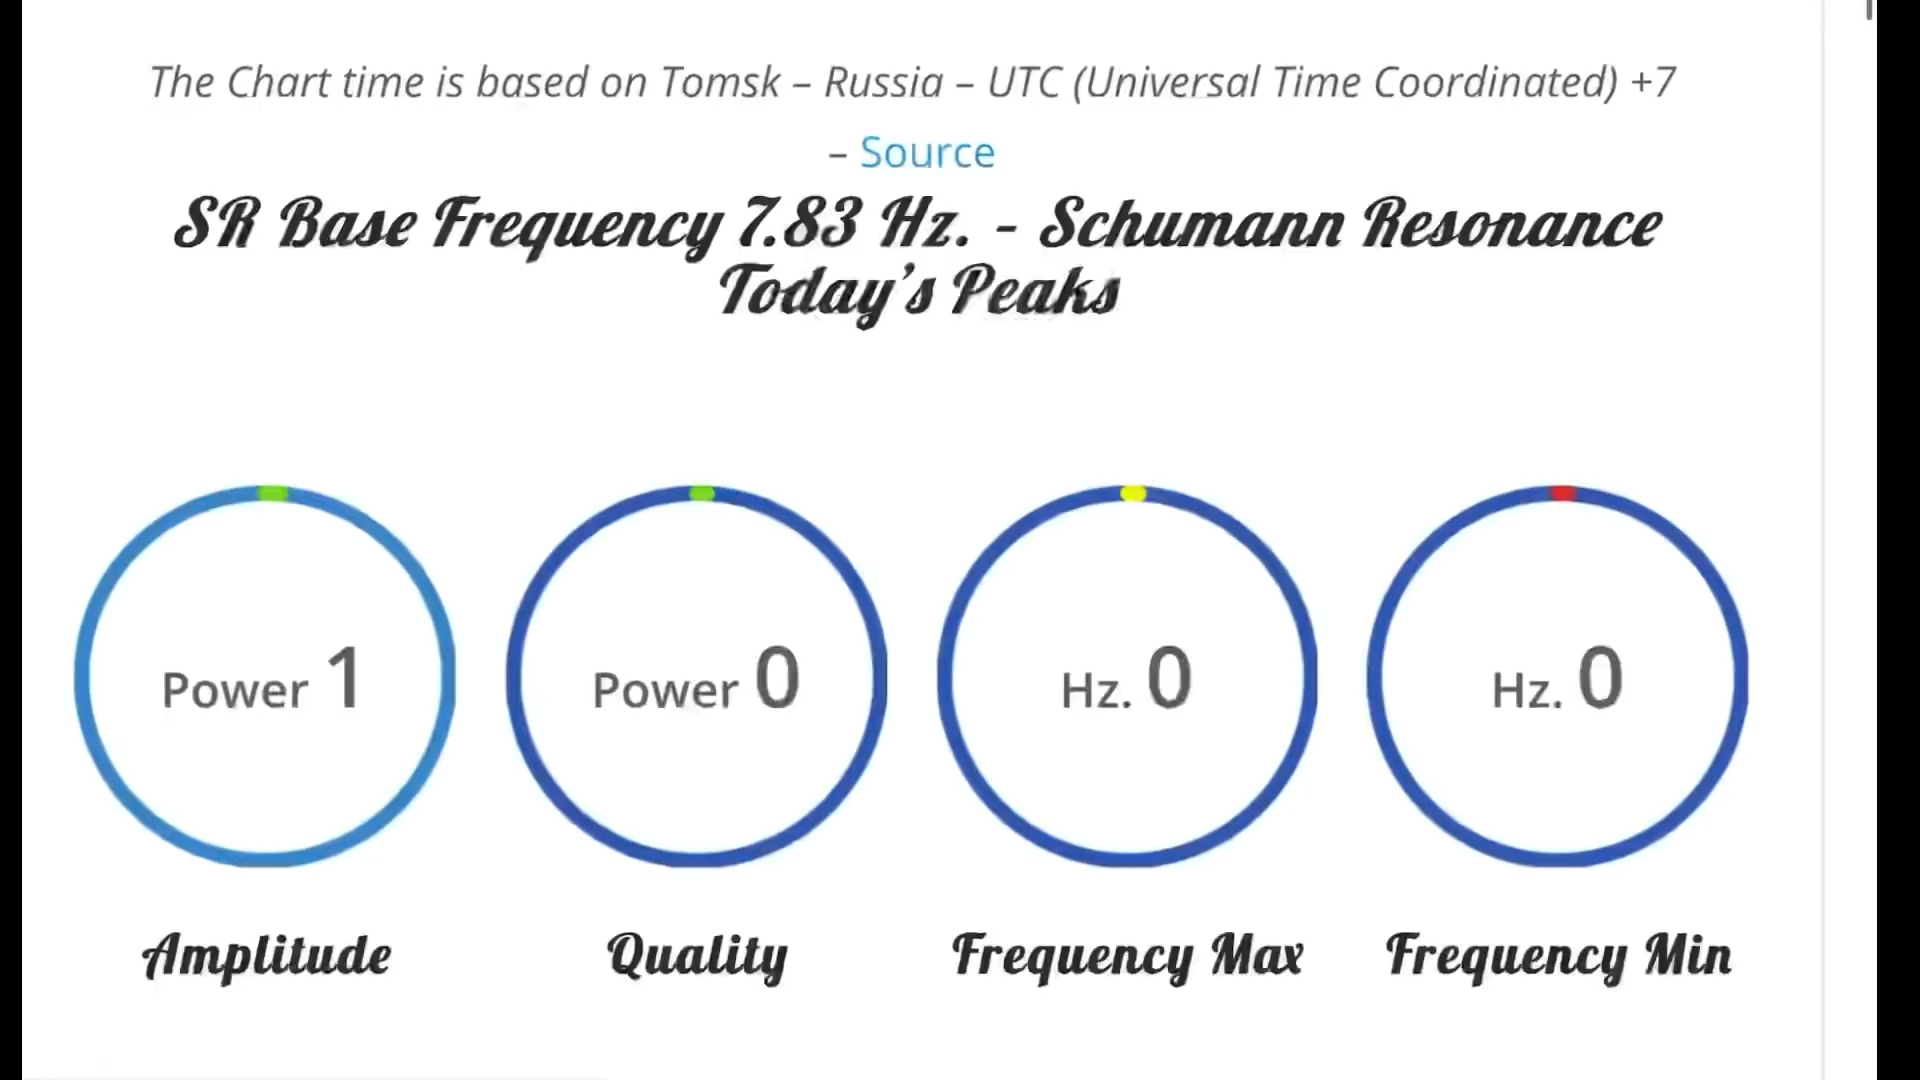 The Chart time is based on Tomsk – Russia – UTC (Universal Time Coordinated) +7
– Source
SR Base Frequency 7.83 Hz. - Schumann Resonance
Today's Peaks
Power 1
Power 0
Hz. 0
Hz. 0
Amplitude
Quality
Frequency Max
Frequency Min